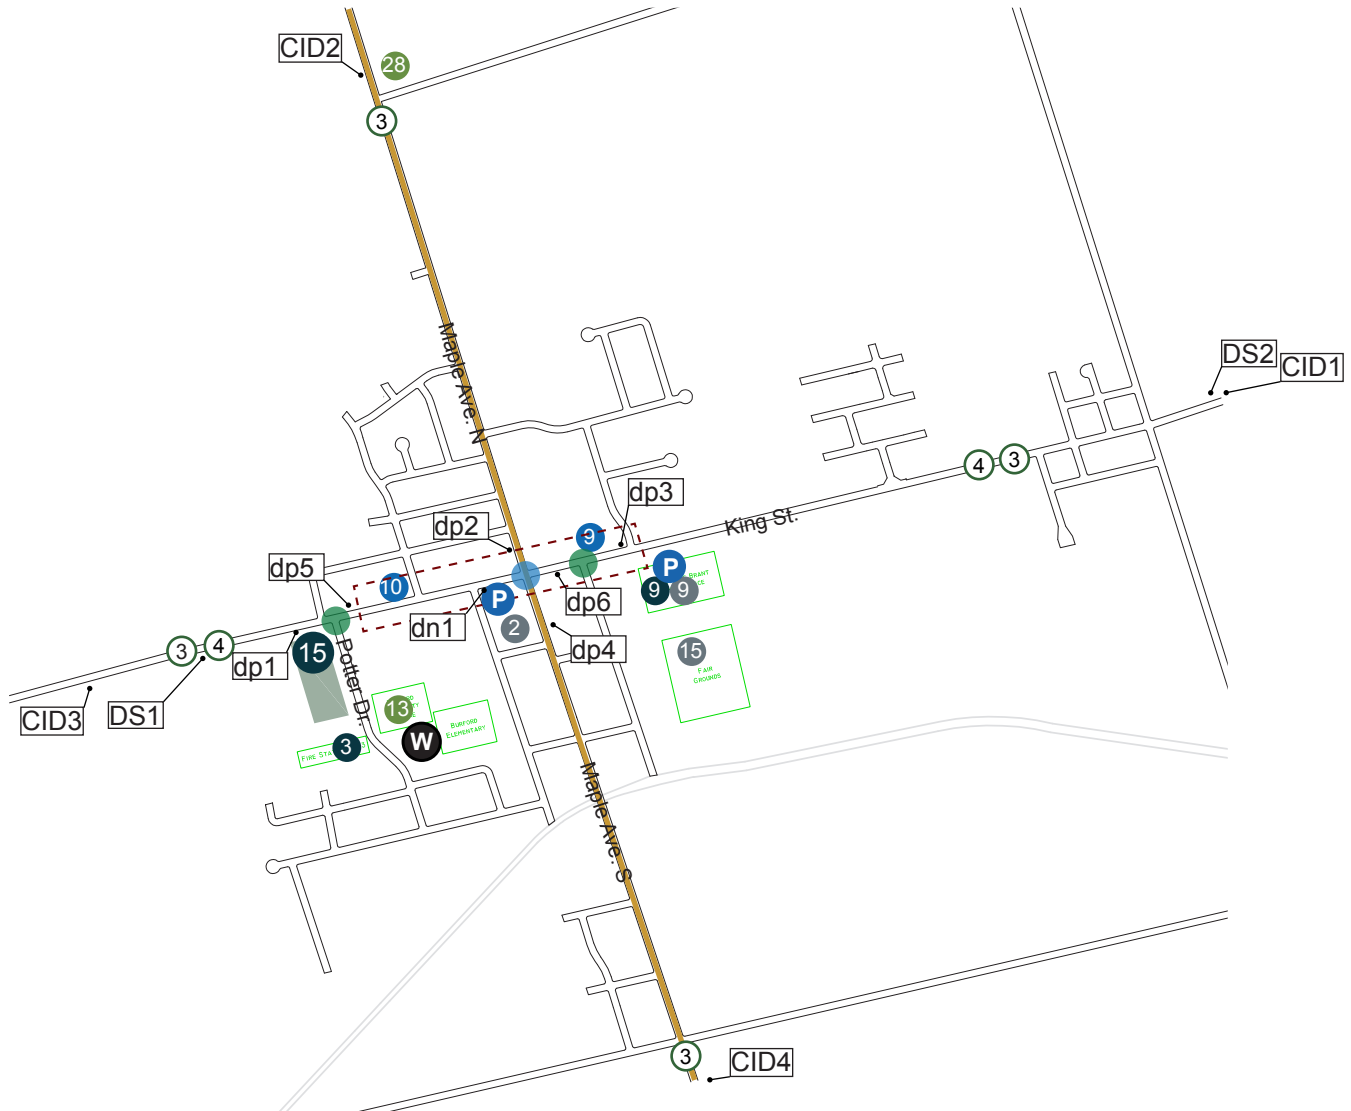 CID2
28
3
Maple Ave. N
DS2
CID1
4
3
dp3
King St.
dp2
9
dp5
10
P
P
9
9
dp6
dn1
2
dp4
3
4
dp1
15
15
Fair
Grounds
Potter Dr.
CID3
DS1
13
W
Burford
Elementary
3
Maple Ave. S
3
CID4